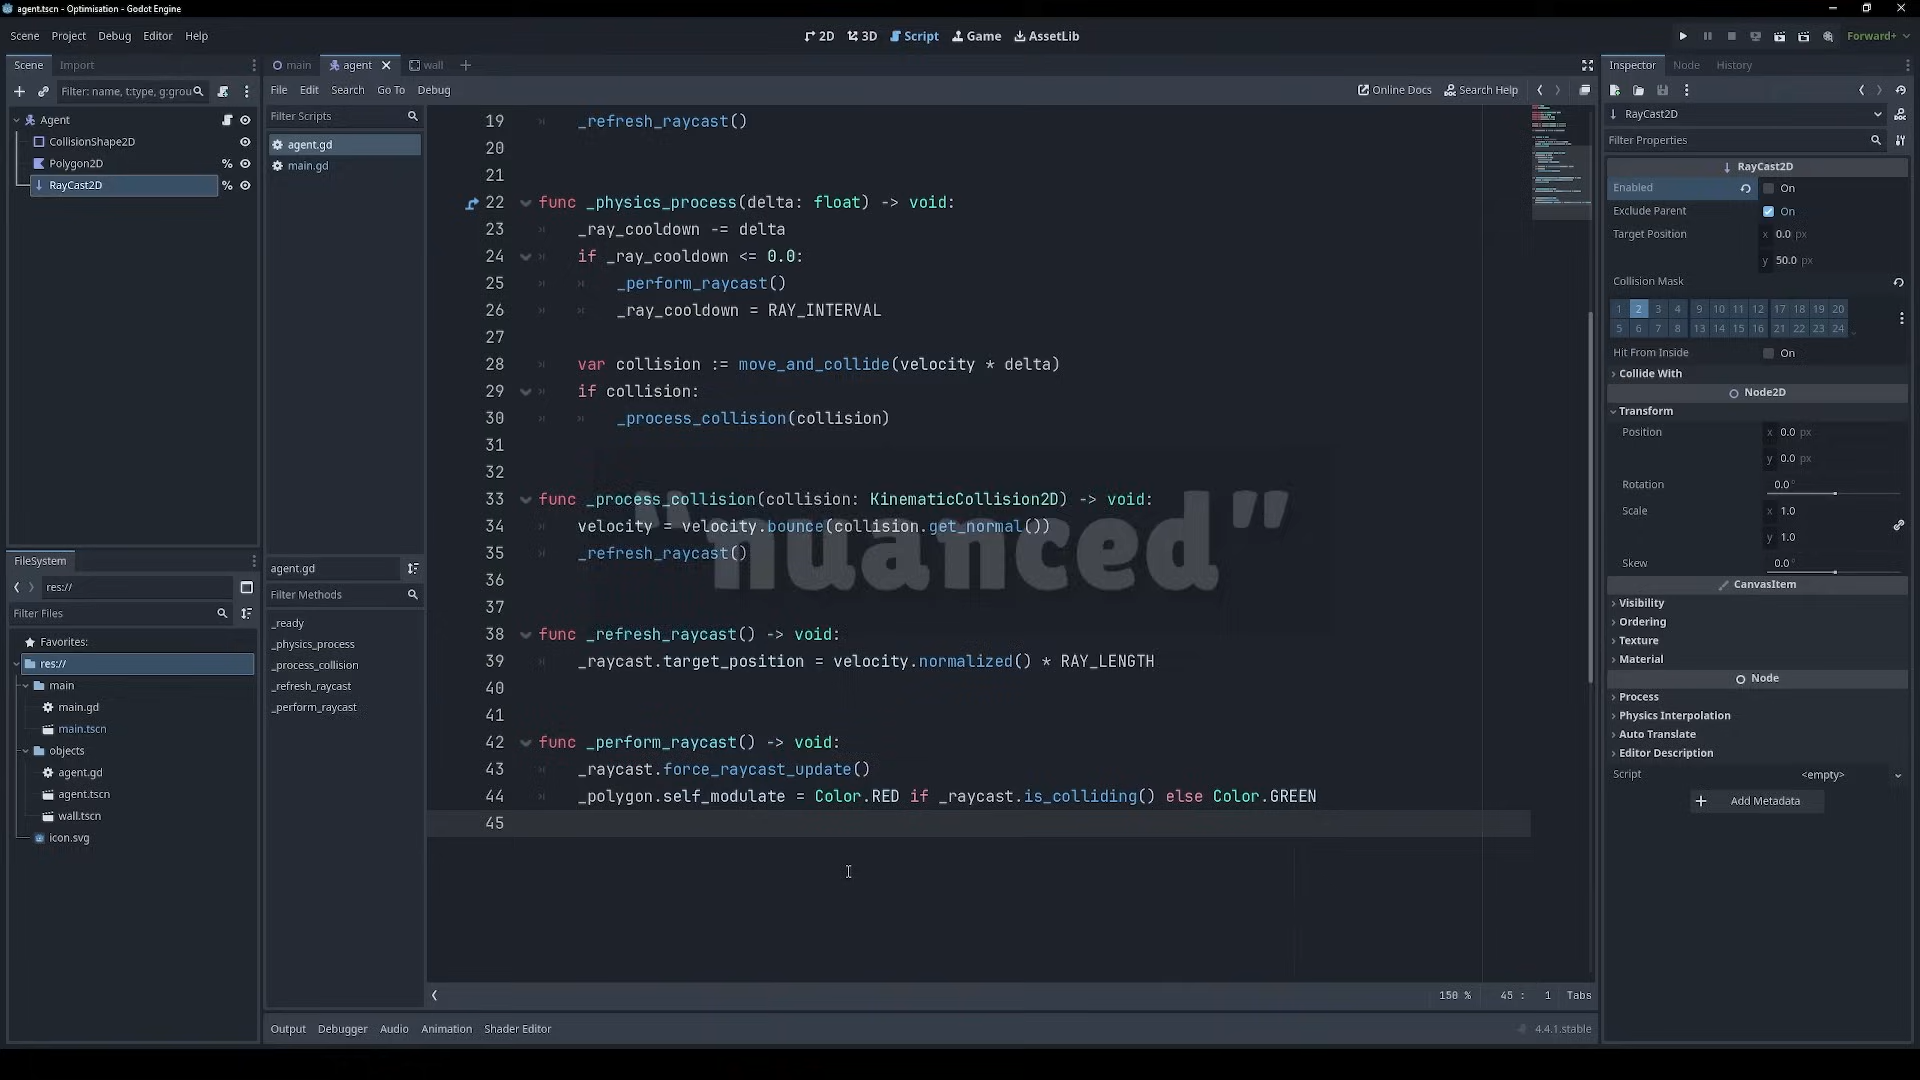 agent.tscn - Optimisation - Godot Engine
Scene Project Debug Editor Help
2D 3D Script Game AssetLib
Forward+
Scene Import
main agent wall
Inspector Node History
Filter: name, t:type, g:grou
File Edit Search Go To Debug
Online Docs Search Help
Agent
CollisionShape2D
Polygon2D
RayCast2D
Filter Scripts
agent.gd
main.gd
agent.gd
Filter Methods
_ready
_physics_process
_process_collision
_refresh_raycast
_perform_raycast
FileSystem
res://
Filter Files
Favorites:
res://
main
main.gd
main.tscn
objects
agent.gd
agent.tscn
wall.tscn
icon.svg
19 _refresh_raycast()
20
21
22 func _physics_process(delta: float) -> void:
23 _ray_cooldown -= delta
24 if _ray_cooldown <= 0.0:
25 _perform_raycast()
26 _ray_cooldown = RAY_INTERVAL
27
28 var collision := move_and_collide(velocity * delta)
29 if collision:
30 _process_collision(collision)
31
32
33 func _process_collision(collision: KinematicCollision2D) -> void:
34 velocity = velocity.bounce(collision.get_normal())
35 _refresh_raycast()
36
37
38 func _refresh_raycast() -> void:
39 _raycast.target_position = velocity.normalized() * RAY_LENGTH
40
41
42 func _perform_raycast() -> void:
43 _raycast.force_raycast_update()
44 _polygon.self_modulate = Color.RED if _raycast.is_colliding() else Color.GREEN
45
"nuanced"
150 % 45 : 1 Tabs
Output Debugger Audio Animation Shader Editor
4.4.1.stable
RayCast2D
Filter Properties
RayCast2D
Enabled On
Exclude Parent On
Target Position x 0.0 px
y 50.0 px
Collision Mask
1 2 3 4 9 10 11 12 17 18 19 20
5 6 7 8 13 14 15 16 21 22 23 24
Hit From Inside On
Collide With
Node2D
Transform
Position x 0.0 px
y 0.0 px
Rotation 0.0 °
Scale x 1.0
y 1.0
Skew 0.0 °
CanvasItem
Visibility
Ordering
Texture
Material
Node
Process
Physics Interpolation
Auto Translate
Editor Description
Script <empty>
Add Metadata